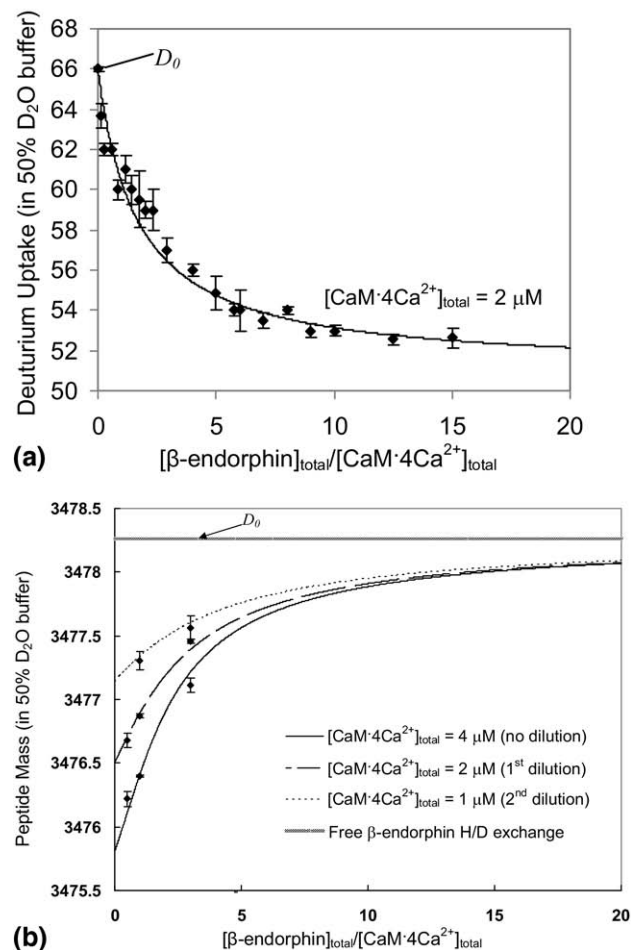 66
D₀
64
62
60
58
56
54
52
50
Deuturium Uptake (in 50% D₂O buffer)
[CaM·4Ca²⁺]total = 2 μM
0 5 10 15 20
[β-endorphin]total/[CaM·4Ca²⁺]total
(a)
3478.5
D₀
3478
3477.5
3477
3476.5
3476
3475.5
Peptide Mass (in 50% D₂O buffer)
[CaM·4Ca²⁺]total = 4 μM (no dilution)
[CaM·4Ca²⁺]total = 2 μM (1st dilution)
[CaM·4Ca²⁺]total = 1 μM (2nd dilution)
Free β-endorphin H/D exchange
0 5 10 15 20
[β-endorphin]total/[CaM·4Ca²⁺]total
(b)